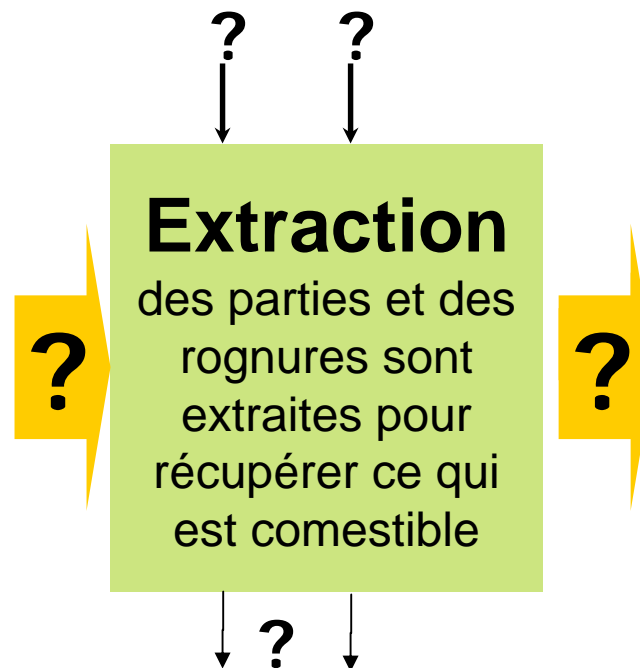 ? ?
Extraction
des parties et des
? rognures sont ?
extraites pour
récupérer ce qui
est comestible
?